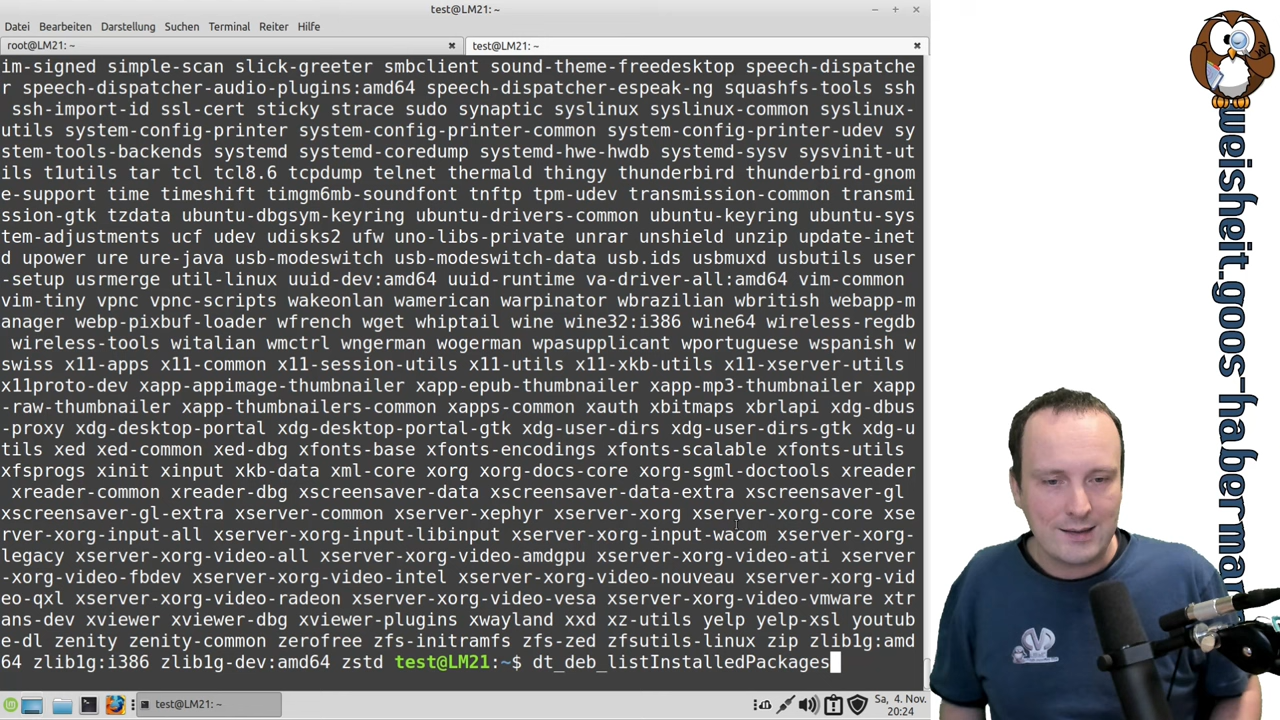 test@LM21: ~
Datei Bearbeiten Darstellung Suchen Terminal Reiter Hilfe
root@LM21: ~
test@LM21: ~
im-signed simple-scan slick-greeter smbclient sound-theme-freedesktop speech-dispatche
r speech-dispatcher-audio-plugins:amd64 speech-dispatcher-espeak-ng squashfs-tools ssh
 ssh-import-id ssl-cert sticky strace sudo synaptic syslinux syslinux-common syslinux-
utils system-config-printer system-config-printer-common system-config-printer-udev sy
stem-tools-backends systemd systemd-coredump systemd-hwe-hwdb systemd-sysv sysvinit-ut
ils t1utils tar tcl tcl8.6 tcpdump telnet thermald thingy thunderbird thunderbird-gnom
e-support time timeshift timgm6mb-soundfont tnftp tpm-udev transmission-common transmi
ssion-gtk tzdata ubuntu-dbgsym-keyring ubuntu-drivers-common ubuntu-keyring ubuntu-sys
tem-adjustments ucf udev udisks2 ufw uno-libs-private unrar unshield unzip update-inet
d upower ure ure-java usb-modeswitch usb-modeswitch-data usb.ids usbmuxd usbutils user
-setup usrmerge util-linux uuid-dev:amd64 uuid-runtime va-driver-all:amd64 vim-common
vim-tiny vpnc vpnc-scripts wakeonlan wamerican warpinator wbrazilian wbritish webapp-m
anager webp-pixbuf-loader wfrench wget whiptail wine wine32:i386 wine64 wireless-regdb
 wireless-tools witalian wmctrl wngerman wogerman wpasupplicant wportuguese wspanish w
swiss x11-apps x11-common x11-session-utils x11-utils x11-xkb-utils x11-xserver-utils
x11proto-dev xapp-appimage-thumbnailer xapp-epub-thumbnailer xapp-mp3-thumbnailer xapp
-raw-thumbnailer xapp-thumbnailers-common xapps-common xauth xbitmaps xbrlapi xdg-dbus
-proxy xdg-desktop-portal xdg-desktop-portal-gtk xdg-user-dirs xdg-user-dirs-gtk xdg-u
tils xed xed-common xed-dbg xfonts-base xfonts-encodings xfonts-scalable xfonts-utils
xfsprogs xinit xinput xkb-data xml-core xorg xorg-docs-core xorg-sgml-doctools xreader
 xreader-common xreader-dbg xscreensaver-data xscreensaver-data-extra xscreensaver-gl
xscreensaver-gl-extra xserver-common xserver-xephyr xserver-xorg xserver-xorg-core xse
rver-xorg-input-all xserver-xorg-input-libinput xserver-xorg-input-wacom xserver-xorg-
legacy xserver-xorg-video-all xserver-xorg-video-amdgpu xserver-xorg-video-ati xserver
-xorg-video-fbdev xserver-xorg-video-intel xserver-xorg-video-nouveau xserver-xorg-vid
eo-qxl xserver-xorg-video-radeon xserver-xorg-video-vesa xserver-xorg-video-vmware xtr
ans xviewer xviewer-dbg xviewer-plugins xwayland xxd xz-utils yelp yelp-xsl youtub
e-dl zenity zenity-common zerofree zfs-initramfs zfs-zed zfsutils-linux zip zlib1g:amd
64 zlib1g:i386 zlib1g-dev:amd64 zstd test@LM21:~$ dt_deb_listInstalledPackages
test@LM21: ~
Sa, 4. Nov.
20:24
weisheit.goos-habermann